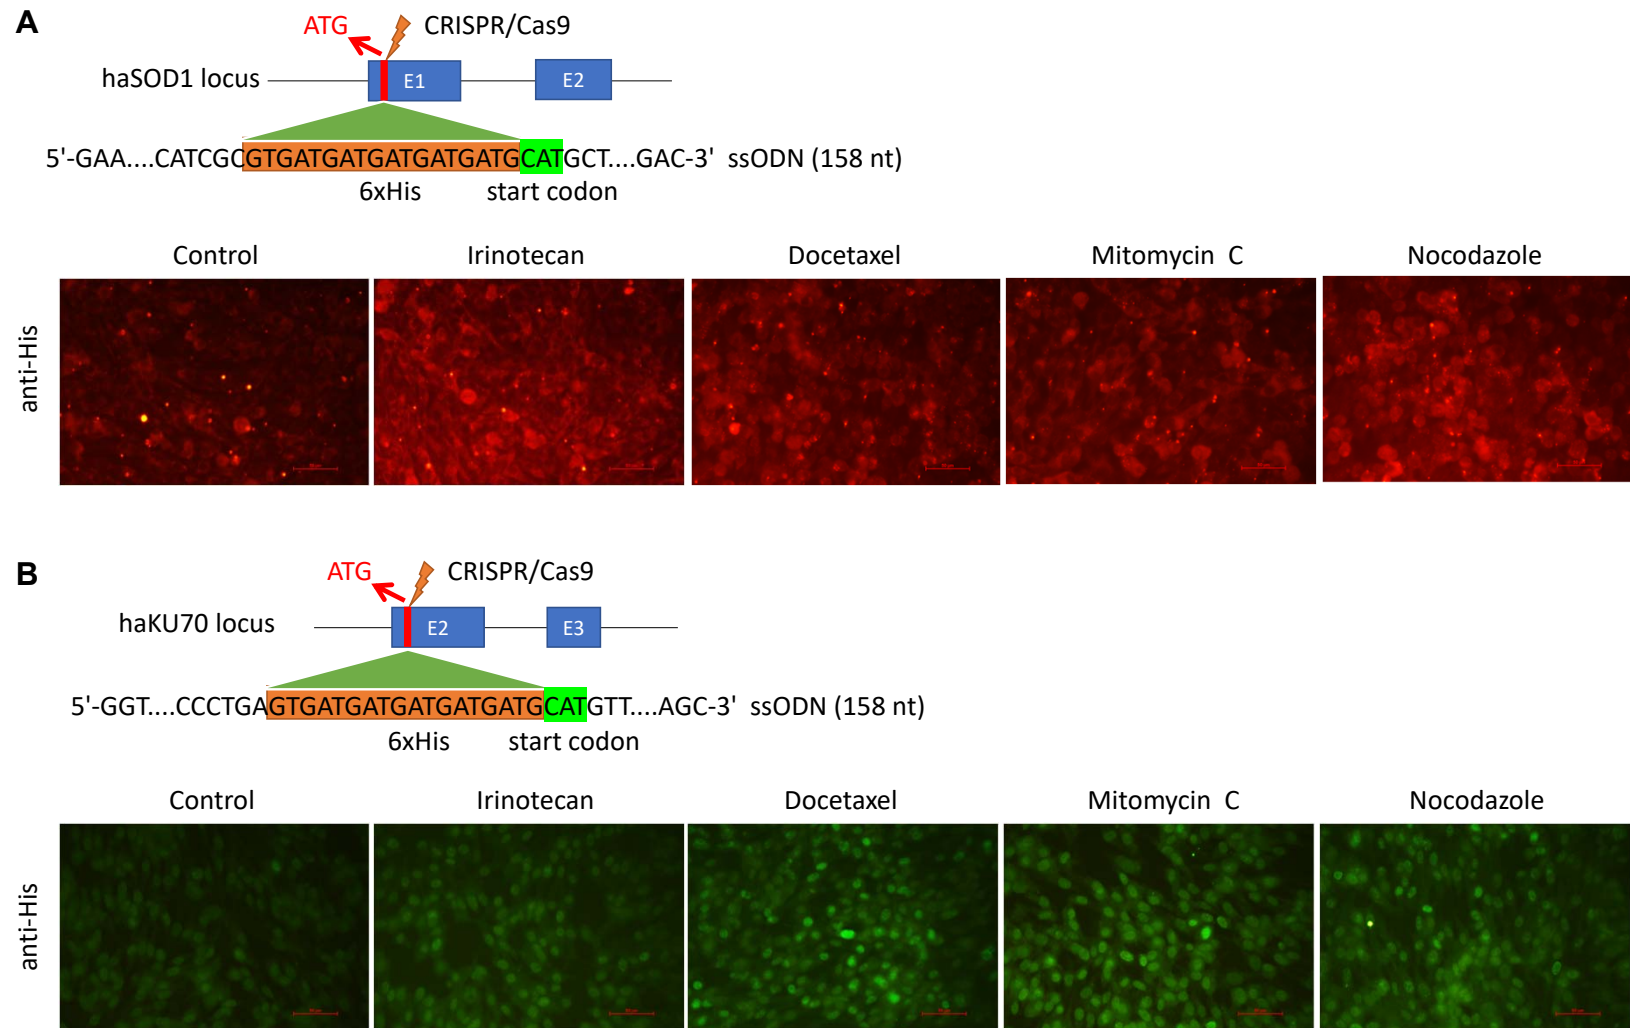 A
ATG
CRISPR/Cas9
haSOD1 locus
E1
E2
5'-GAA....CATCGCGTGATGATGATGATGATGCATGCT....GAC-3' ssODN (158 nt)
6xHis
start codon
Control
Irinotecan
Docetaxel
Mitomycin C
Nocodazole
anti-His
B
ATG
CRISPR/Cas9
haKU70 locus
E2
E3
5'-GGT....CCCTGAGTGATGATGATGATGATGCATGTT....AGC-3' ssODN (158 nt)
6xHis
start codon
Control
Irinotecan
Docetaxel
Mitomycin C
Nocodazole
anti-His